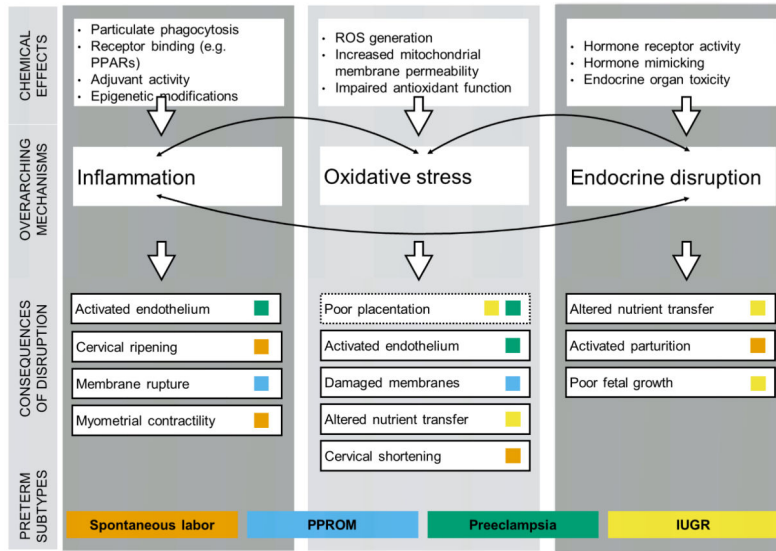 CHEMICAL
EFFECTS
• Particulate phagocytosis
• Receptor binding (e.g.
PPARs)
• Adjuvant activity
• Epigenetic modifications
• ROS generation
• Increased mitochondrial
membrane permeability
• Impaired antioxidant function
• Hormone receptor activity
• Hormone mimicking
• Endocrine organ toxicity
OVERARCHING
MECHANISMS
Inflammation
Oxidative stress
Endocrine disruption
CONSEQUENCES
OF DISRUPTION
Activated endothelium
Cervical ripening
Membrane rupture
Myometrial contractility
Poor placentation
Activated endothelium
Damaged membranes
Altered nutrient transfer
Cervical shortening
Altered nutrient transfer
Activated parturition
Poor fetal growth
PRETERM
SUBTYPES
Spontaneous labor
PPROM
Preeclampsia
IUGR